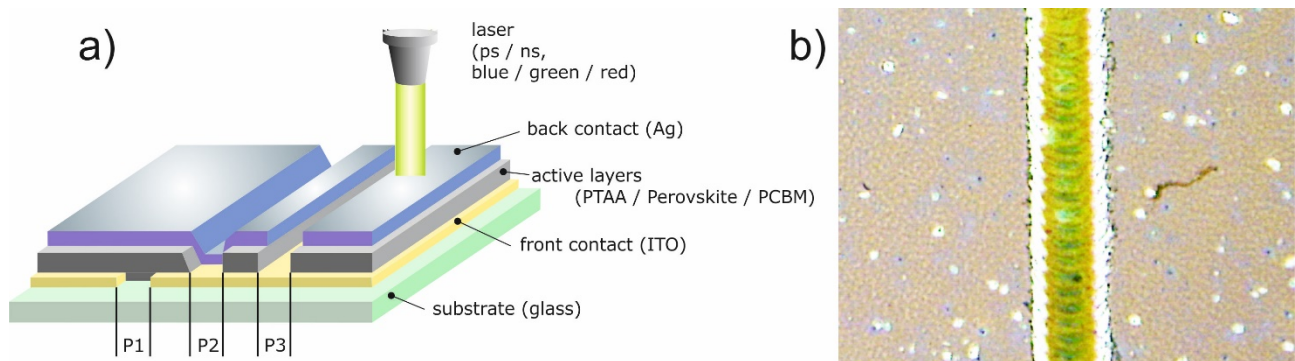 a)
laser
(ps / ns,
blue / green / red)
back contact (Ag)
active layers
(PTAA / Perovskite / PCBM)
front contact (ITO)
substrate (glass)
P1
P2
P3
b)